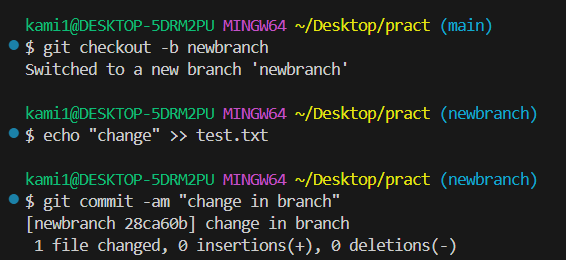 kami1@DESKTOP-5DRM2PU MINGW64 ~/Desktop/pract (main)
$ git checkout -b newbranch
Switched to a new branch 'newbranch'
kami1@DESKTOP-5DRM2PU MINGW64 ~/Desktop/pract (newbranch)
$ echo "change" >> test.txt
kami1@DESKTOP-5DRM2PU MINGW64 ~/Desktop/pract (newbranch)
$ git commit -am "change in branch"
[newbranch 28ca60b] change in branch
 1 file changed, 0 insertions(+), 0 deletions(-)